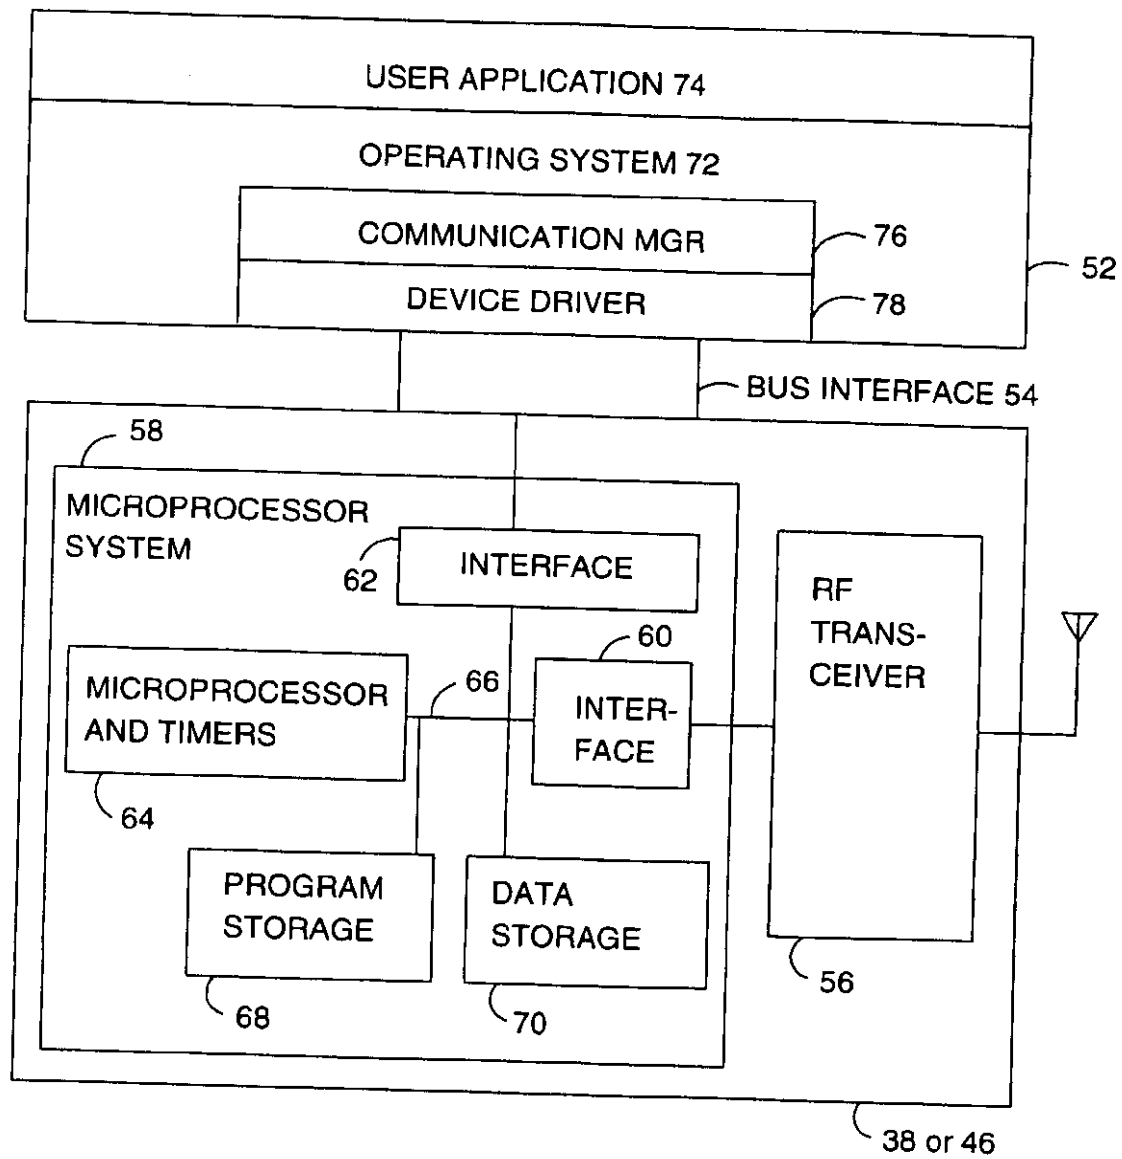 USER APPLICATION 74
OPERATING SYSTEM 72
COMMUNICATION MGR
76
52
DEVICE DRIVER
78
BUS INTERFACE 54
58
MICROPROCESSOR
SYSTEM
62
INTERFACE
RF
TRANS-
CEIVER
60
66
MICROPROCESSOR
AND TIMERS
INTER-
FACE
64
PROGRAM
STORAGE
DATA
STORAGE
56
68
70
38 or 46